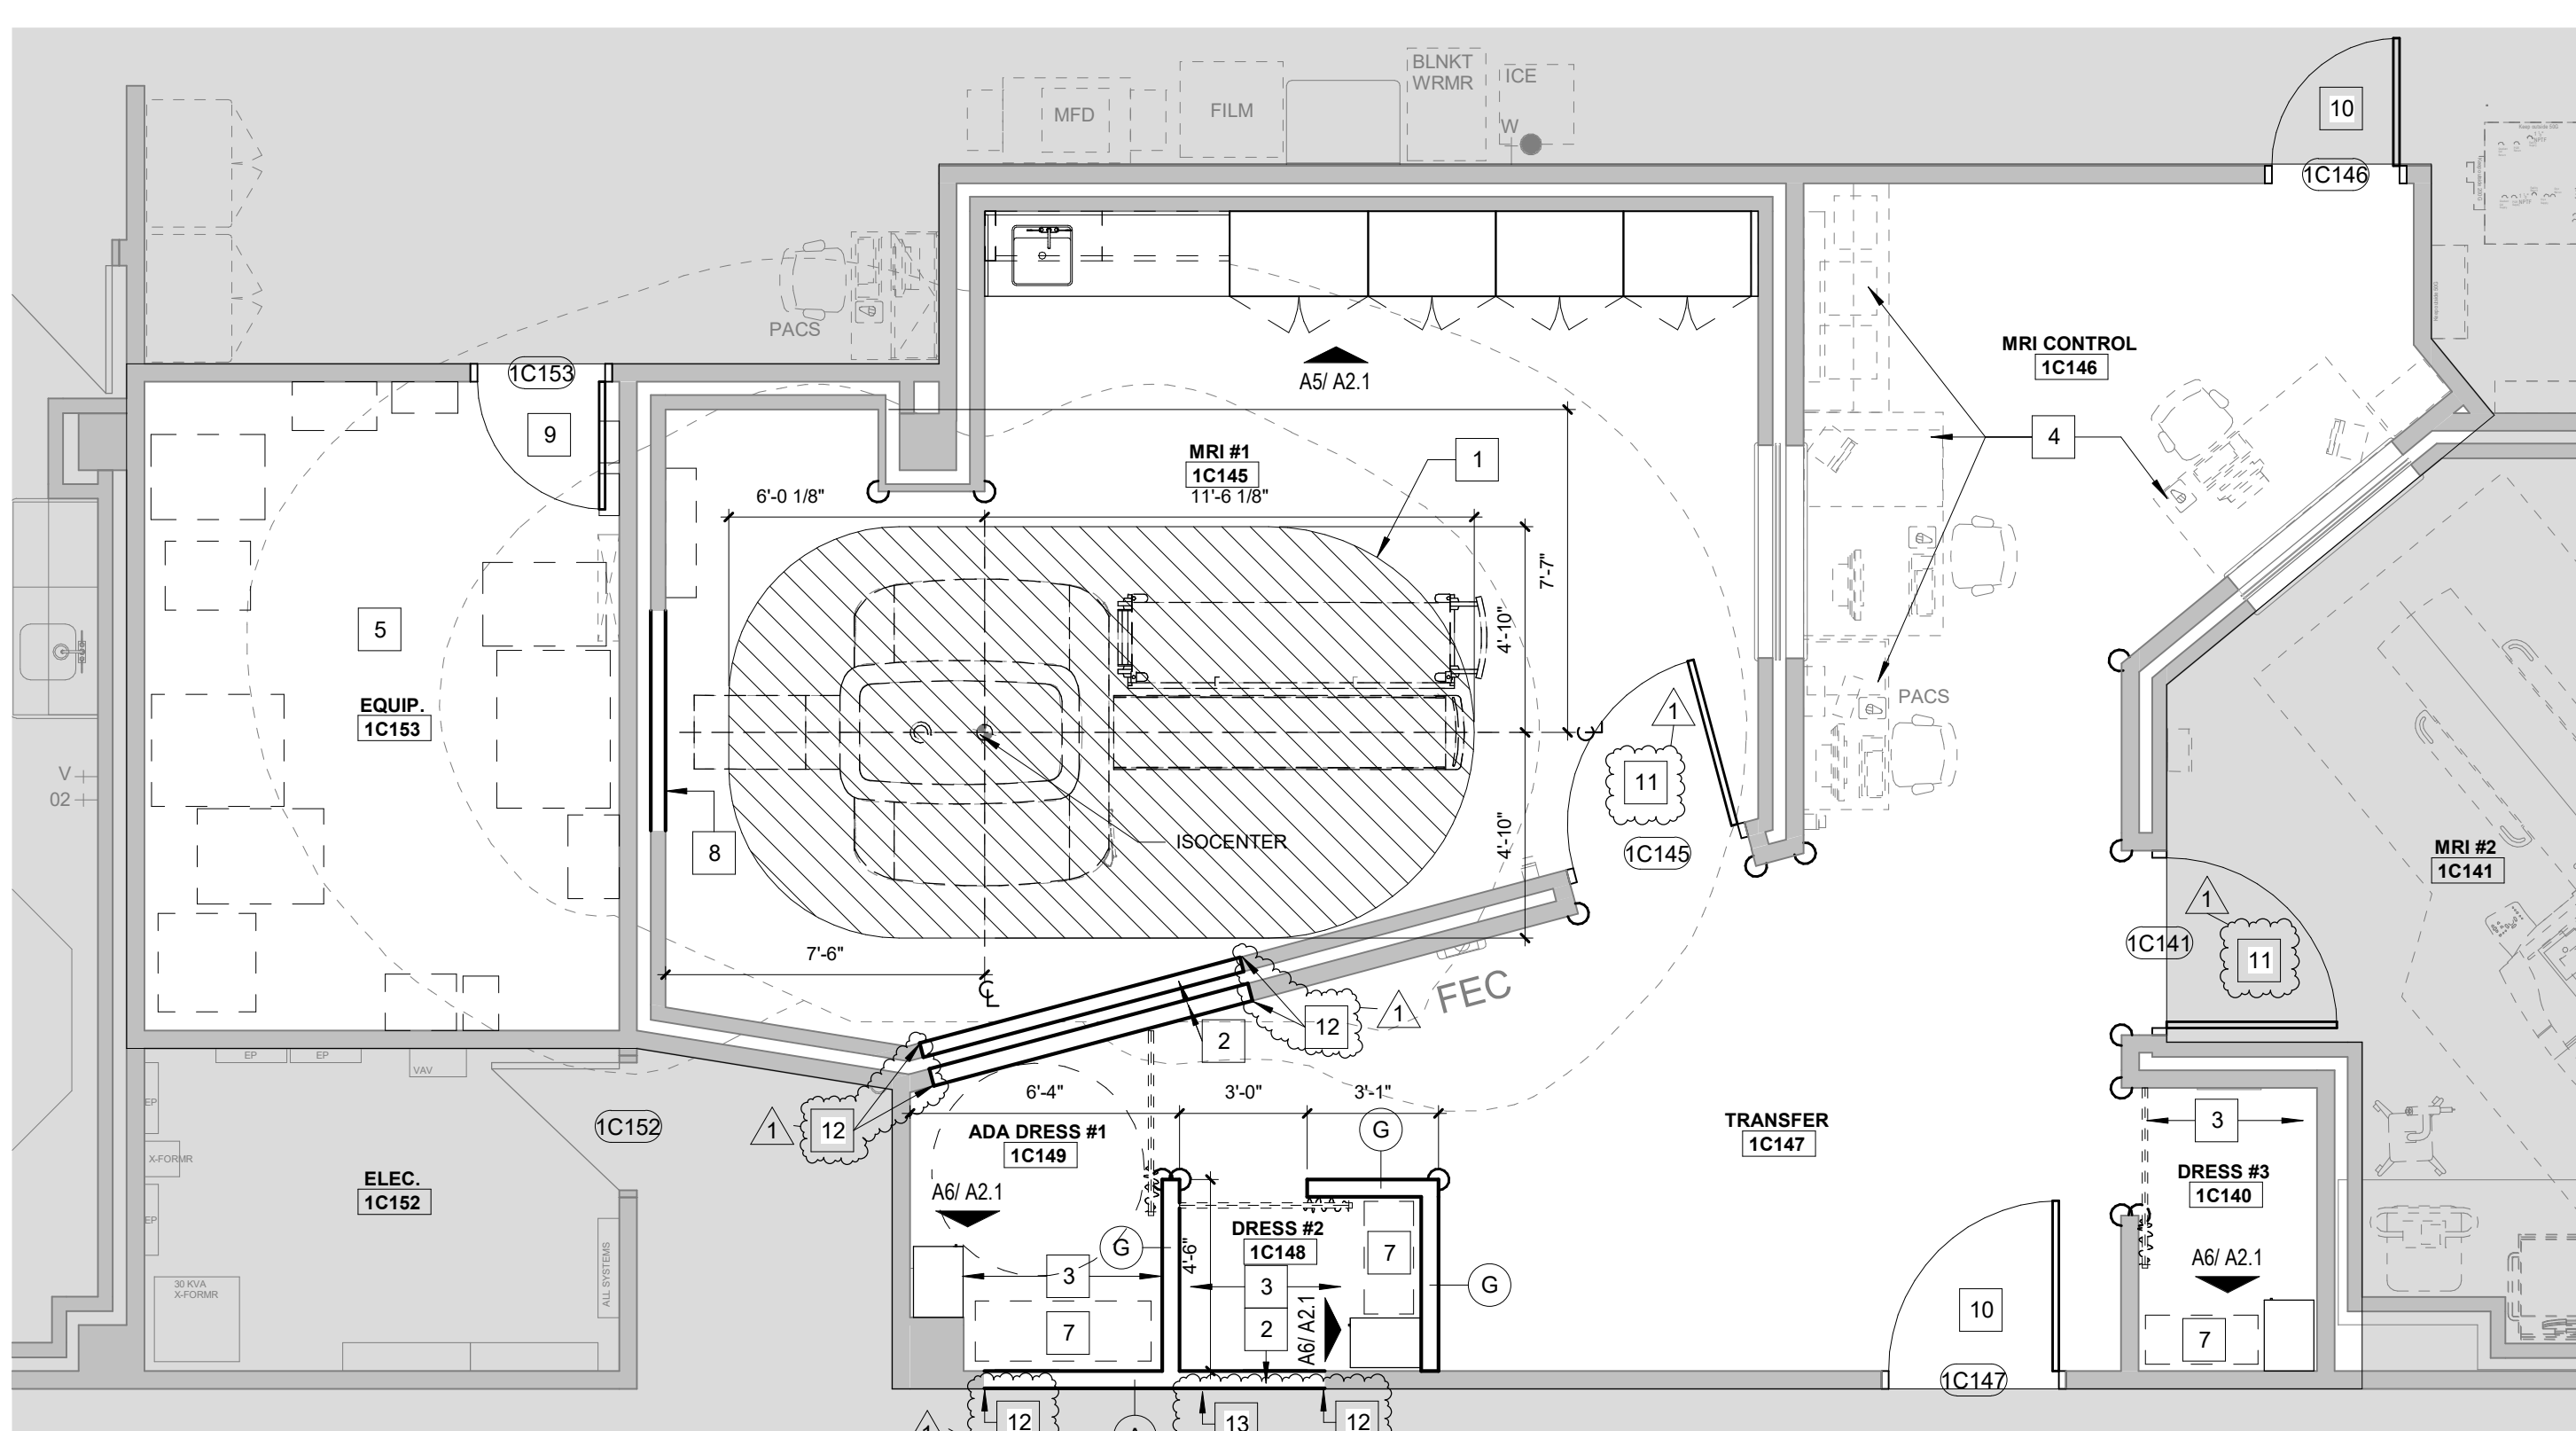 BLNKT
WRMR
ICE
MFD
FILM
W
10
1C146
PACS
MRI CONTROL
1C146
1C153
9
A5/ A2.1
4
MRI #1
1C145
1
6'-0 1/8"
11'-6 1/8"
7'-7"
4'-10"
5
EQUIP.
1C153
PACS
1
11
V
02
8
ISOCENTER
4'-10"
1C145
MRI #2
1C141
1
1C141
11
7'-6"
CL
FEC
12
1
2
EP
EP
VAV
EP
1C152
1
12
6'-4"
3'-0"
3'-1"
G
ADA DRESS #1
1C149
TRANSFER
1C147
3
X-FORMR
ELEC.
1C152
A6/ A2.1
DRESS #3
1C140
EP
G
4'-6"
DRESS #2
1C148
7
A6/ A2.1
3
3
G
30 KVA
X-FORMR
ALL SYSTEMS
7
2
A6/ A2.1
10
7
1C147
12
13
12
1